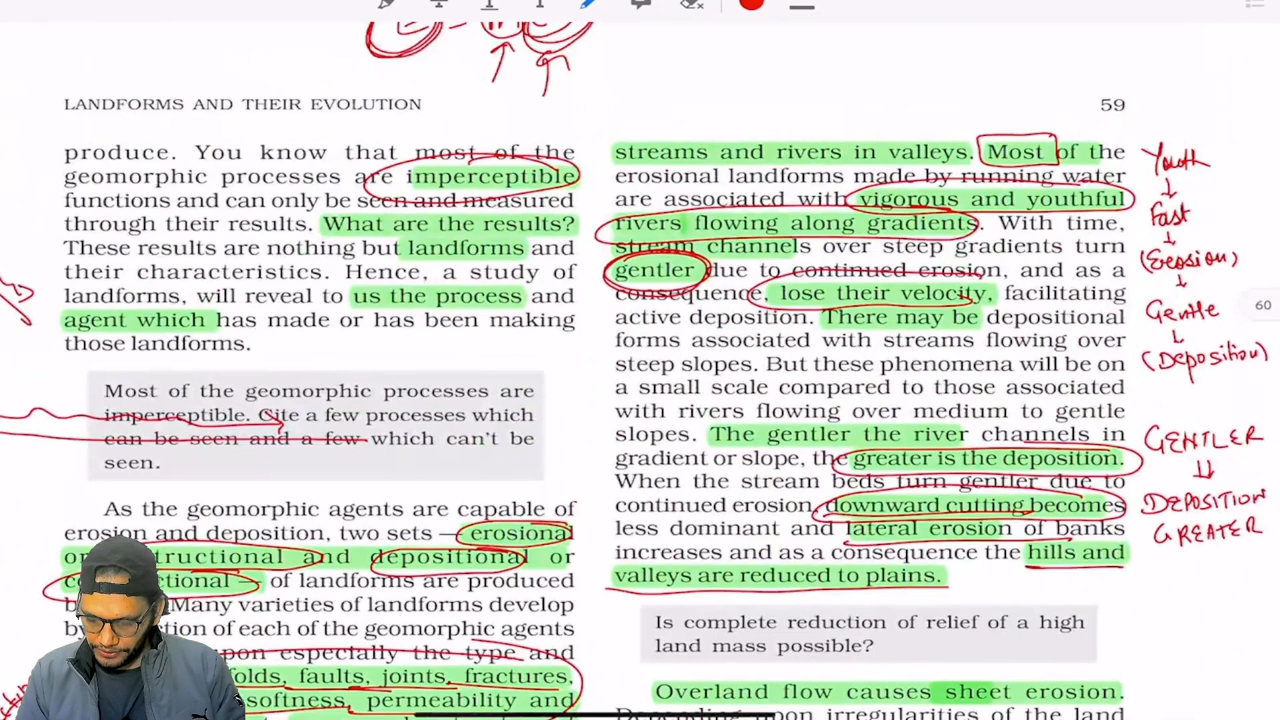 LANDFORMS AND THEIR EVOLUTION
59
produce. You know that most of the
geomorphic processes are imperceptible
functions and can only be seen and measured
through their results. What are the results?
These results are nothing but landforms and
their characteristics. Hence, a study of
landforms, will reveal to us the process and
agent which has made or has been making
those landforms.
Most of the geomorphic processes are
imperceptible. Cite a few processes which
can be seen and a few which can't be
seen.
As the geomorphic agents are capable of
erosion and deposition, two sets — erosional
or structional and depositional or
ctional of landforms are produced
Many varieties of landforms develop
by ction of each of the geomorphic agents
upon especially the type and
folds, faults, joints, fractures,
softness, permeability and
streams and rivers in valleys. Most of the
erosional landforms made by running water
are associated with vigorous and youthful
rivers flowing along gradients. With time,
stream channels over steep gradients turn
gentler due to continued erosion, and as a
consequence, lose their velocity, facilitating
active deposition. There may be depositional
forms associated with streams flowing over
steep slopes. But these phenomena will be on
a small scale compared to those associated
with rivers flowing over medium to gentle
slopes. The gentler the river channels in
gradient or slope, the greater is the deposition.
When the stream beds turn gentler due to
continued erosion, downward cutting becomes
less dominant and lateral erosion of banks
increases and as a consequence the hills and
valleys are reduced to plains.
Is complete reduction of relief of a high
land mass possible?
Overland flow causes sheet erosion.
Depending upon irregularities of the land
Youth
Fast
(Erosion)
Gentle
(Deposition)
GENTLER
DEPOSITION
GREATER
60